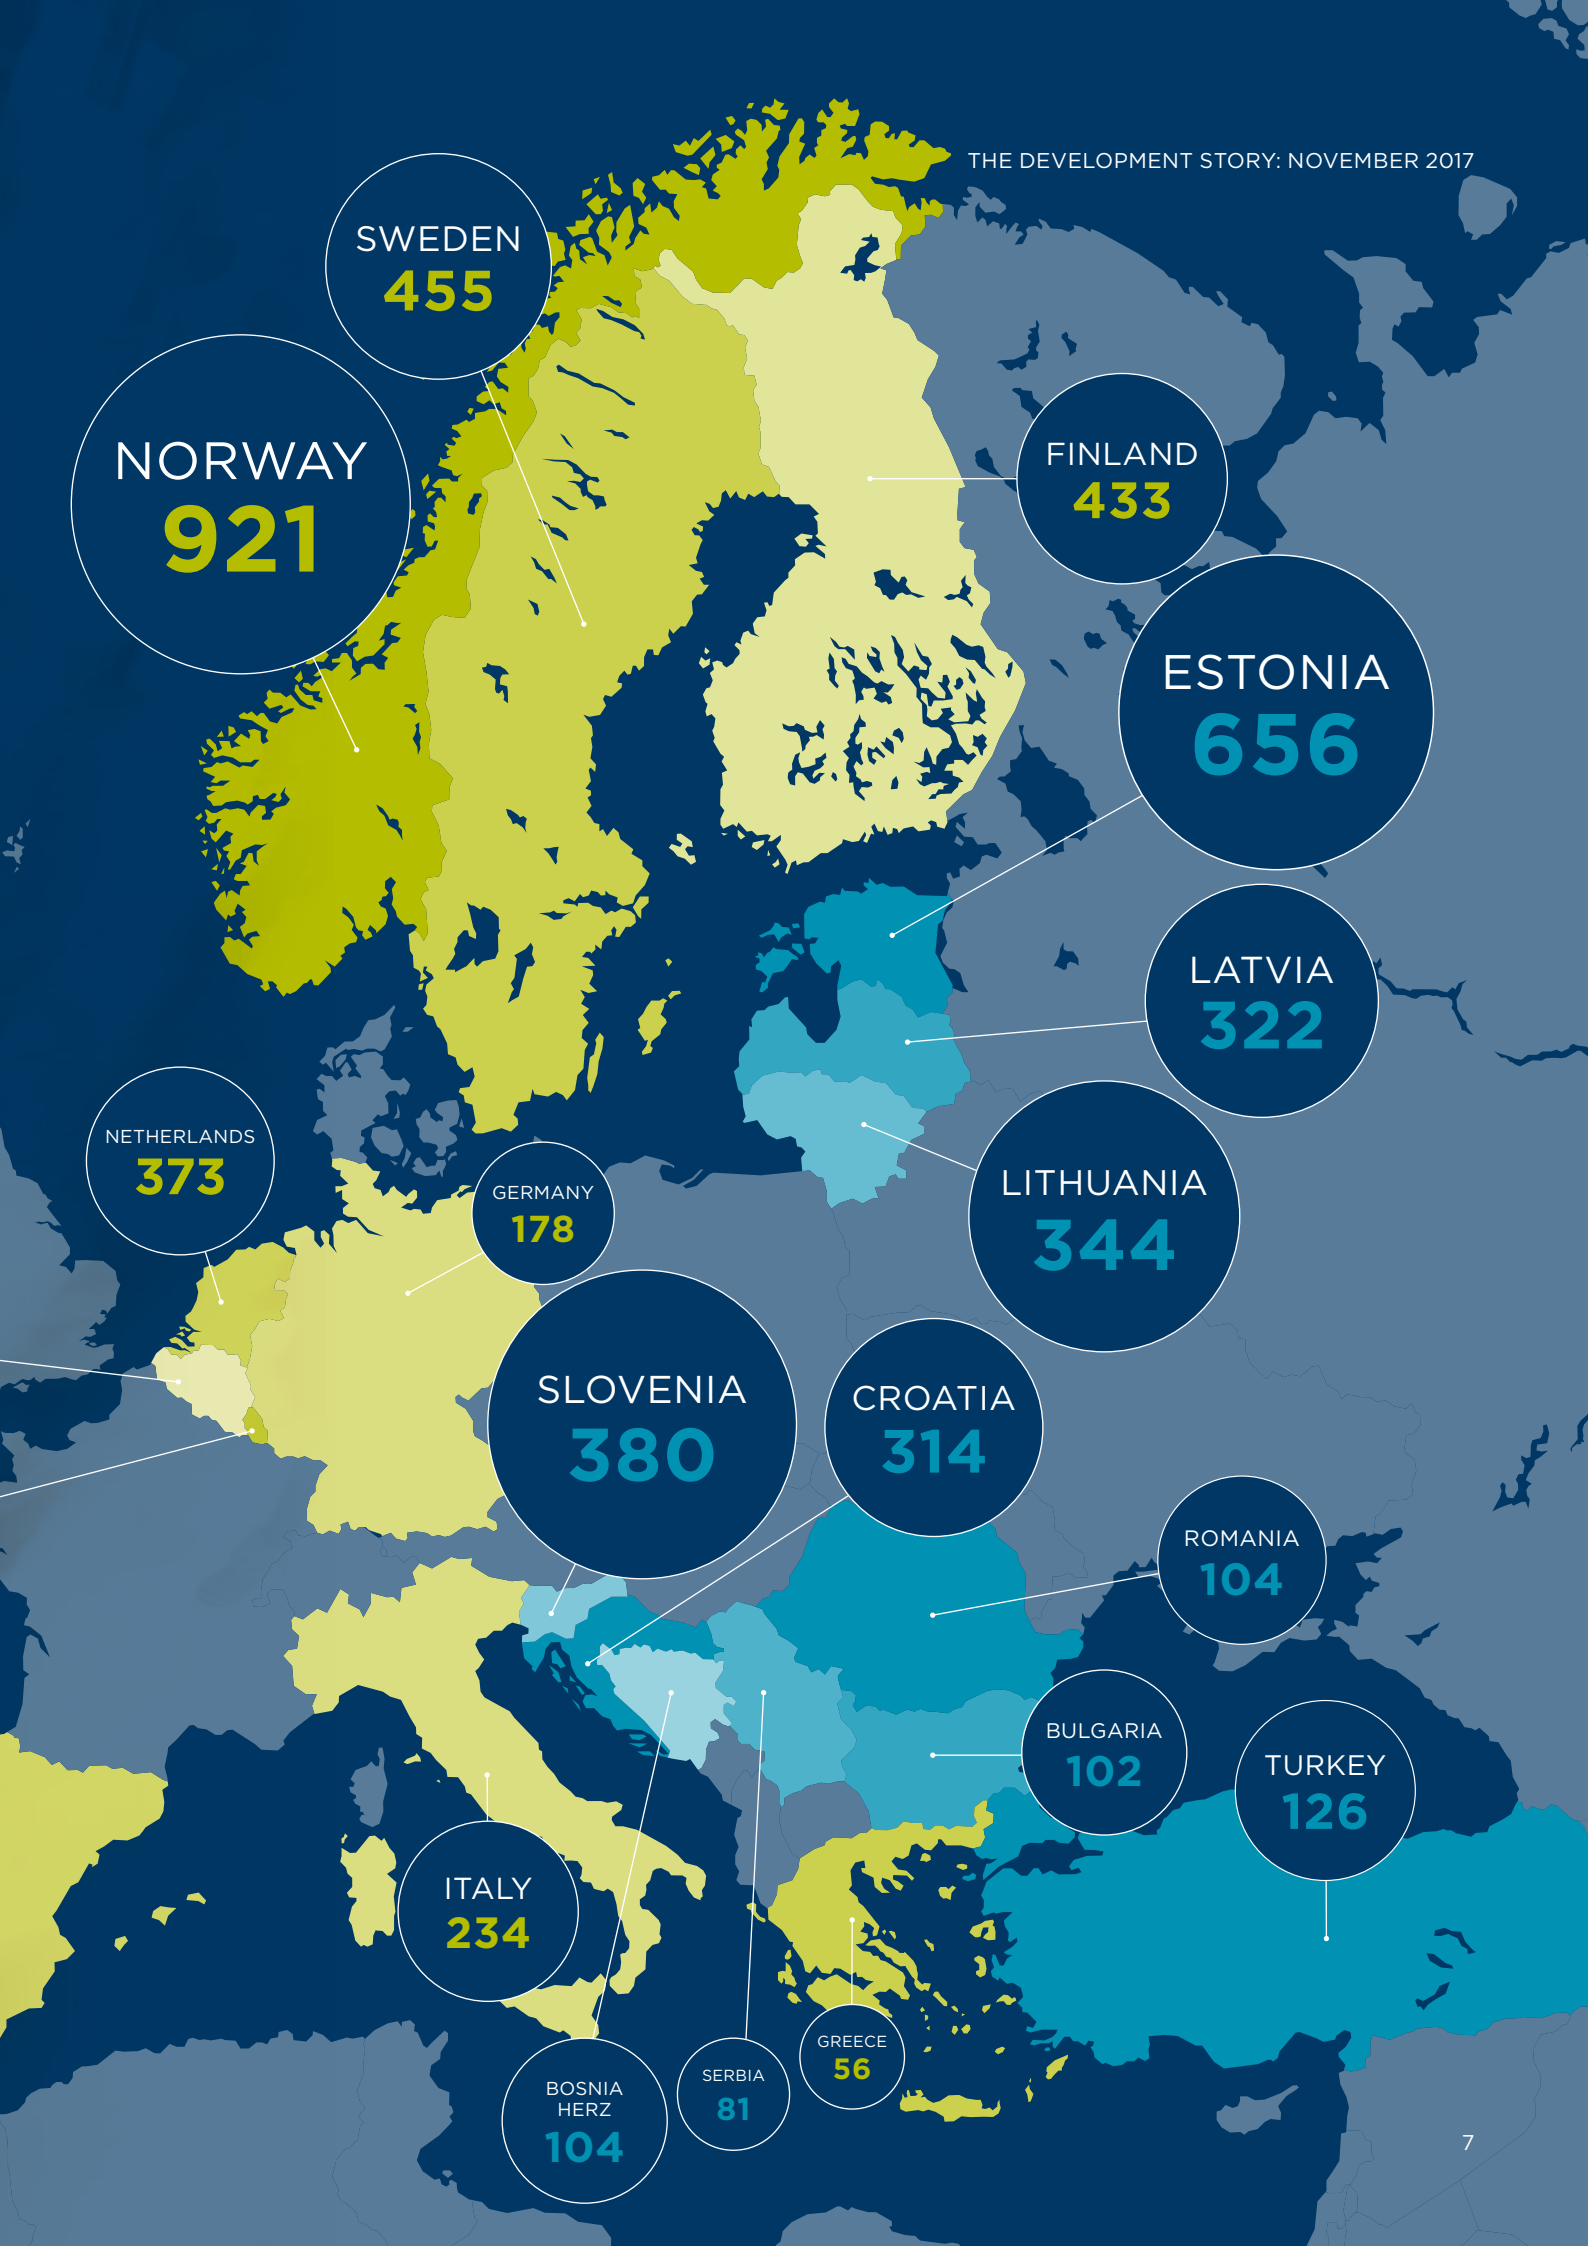 THE DEVELOPMENT STORY: NOVEMBER 2017
SWEDEN
455
NORWAY
921
FINLAND
433
ESTONIA
656
LATVIA
322
NETHERLANDS
373
GERMANY
178
LITHUANIA
344
SLOVENIA
380
CROATIA
314
ROMANIA
104
BULGARIA
102
TURKEY
126
ITALY
234
GREECE
56
SERBIA
81
BOSNIA
HERZ
104
7